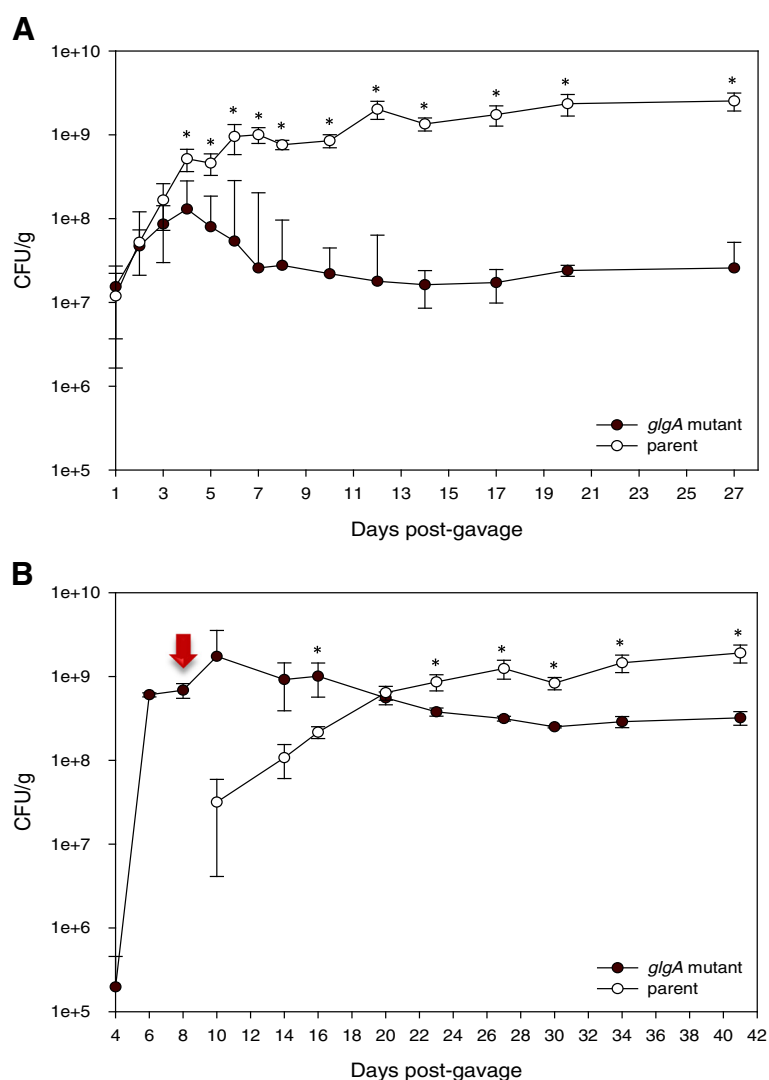 A
1e+10
* * * * * * * * * * *
1e+9
1e+8
CFU/g
1e+7
1e+6
glgA mutant
parent
1e+5
1 3 5 7 9 11 13 15 17 19 21 23 25 27
Days post-gavage
B
1e+10
* * * * * *
1e+9
1e+8
CFU/g
1e+7
1e+6
glgA mutant
parent
1e+5
4 6 8 10 12 14 16 18 20 22 24 26 28 30 32 34 36 38 40 42
Days post-gavage